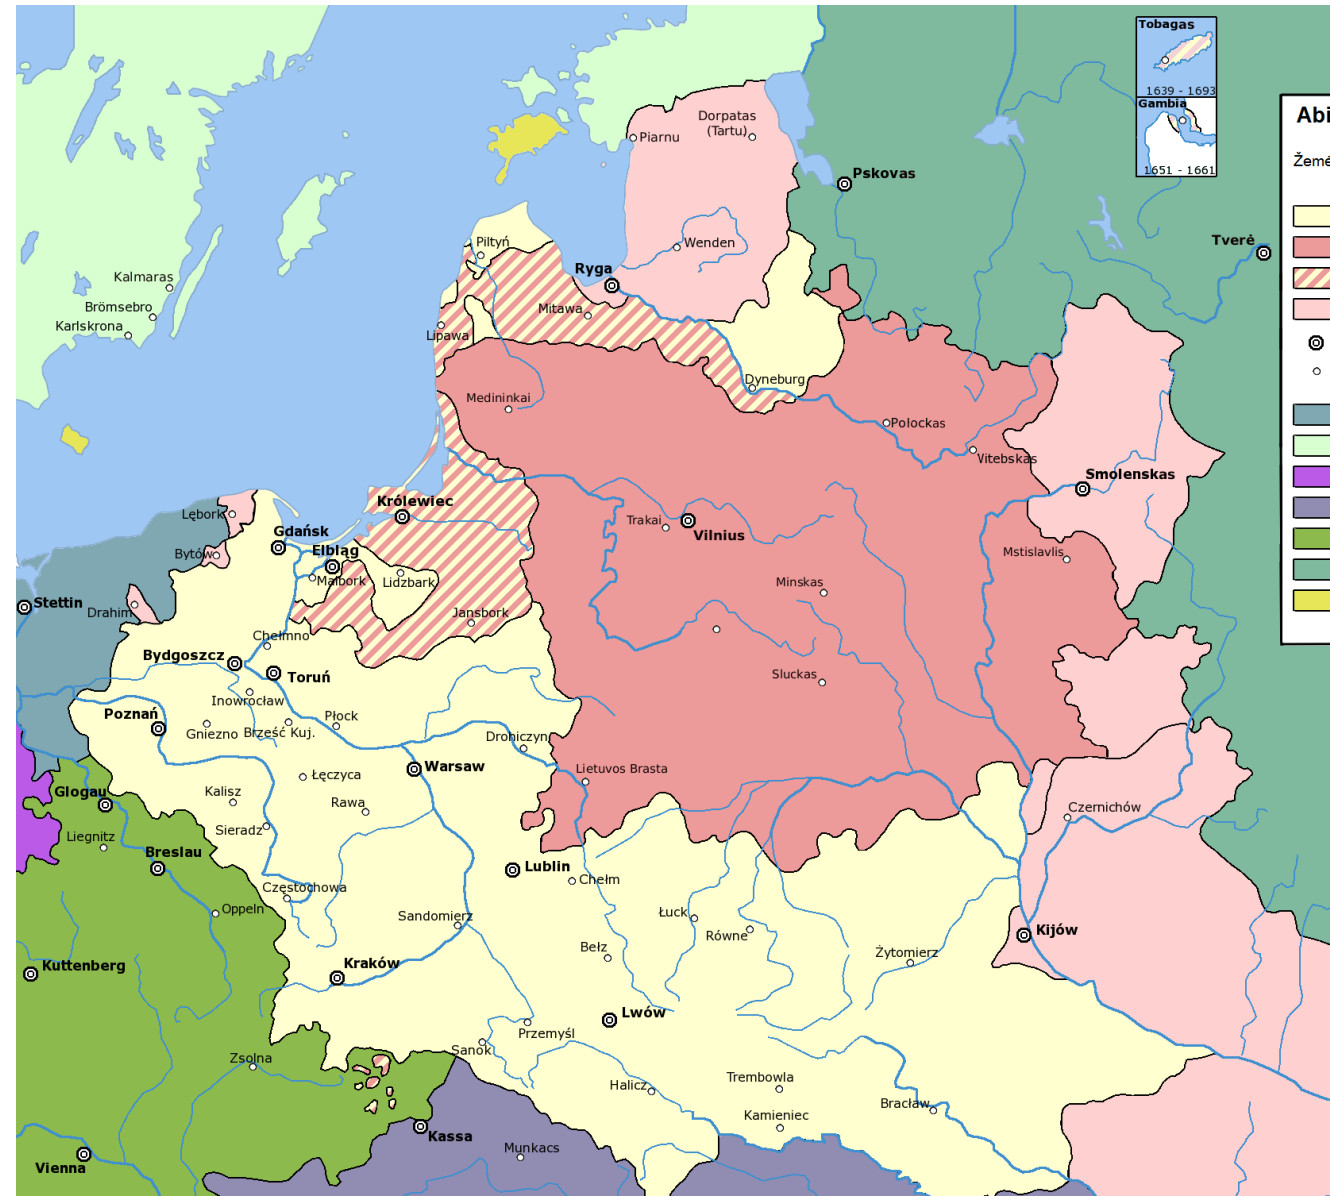 Tobagas
1639 - 1693
Gambia
1651 - 1661
Abi
Žemė
Dorpatas
(Tartu)
Piarnu
Pskovas
Tverė
Wenden
Piltyń
Ryga
Kalmaras
Mitawa
Brömsebro
Karlskrona
Lipawa
Dyneburg
Medininkai
Połockas
Vitebskas
Smolenskas
Królewiec
Lębork
Trakai
Vilnius
Gdańsk
Elbląg
Bytów
Mstislavlis
Malbork
Lidzbark
Minskas
Stettin
Drahim
Jansbork
Chełmno
Bydgoszcz
Toruń
Sluckas
Inowrocław
Poznań
Płock
Gniezno
Brześć Kuj.
Drohiczyn
Warsaw
Lietuvos Brasta
Łęczyca
Glogau
Kalisz
Rawa
Czernichów
Sieradz
Liegnitz
Breslau
Lublin
Chełm
Częstochowa
Oppeln
Sandomierz
Łuck
Równe
Kijów
Bełz
Żytomierz
Kuttenberg
Kraków
Lwów
Przemyśl
Sanok
Zsolna
Halicz
Trembowla
Bracław
Kamieniec
Kassa
Munkacs
Vienna